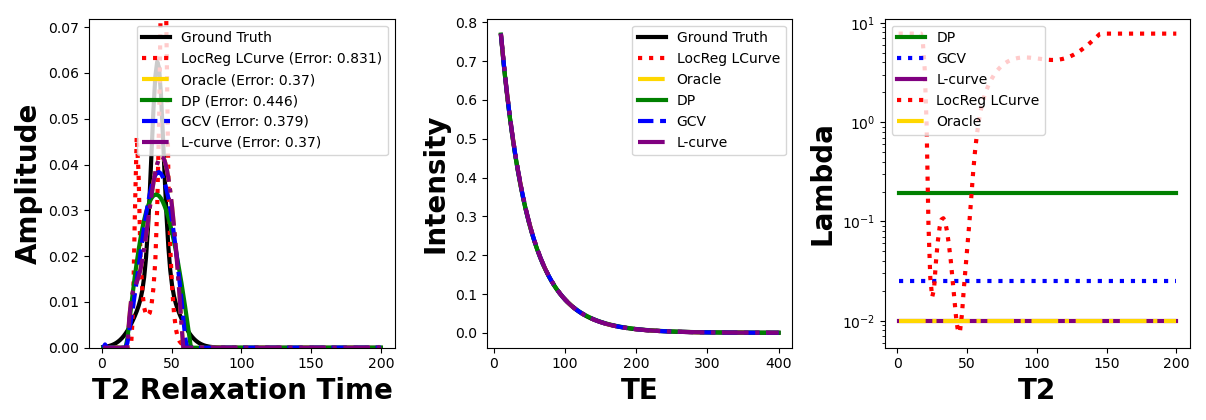 0.07
0.06
0.05
0.04
0.03
0.02
0.01
0.00
Amplitude
0
50
100
150
200
T2 Relaxation Time
Ground Truth
LocReg LCurve (Error: 0.831)
Oracle (Error: 0.37)
DP (Error: 0.446)
GCV (Error: 0.379)
L-curve (Error: 0.37)
0.8
0.7
0.6
0.5
0.4
0.3
0.2
0.1
0.0
Intensity
0
100
200
300
400
TE
Ground Truth
LocReg LCurve
Oracle
DP
GCV
L-curve
10¹
10⁰
10⁻¹
10⁻²
Lambda
0
50
100
150
200
T2
DP
GCV
L-curve
LocReg LCurve
Oracle